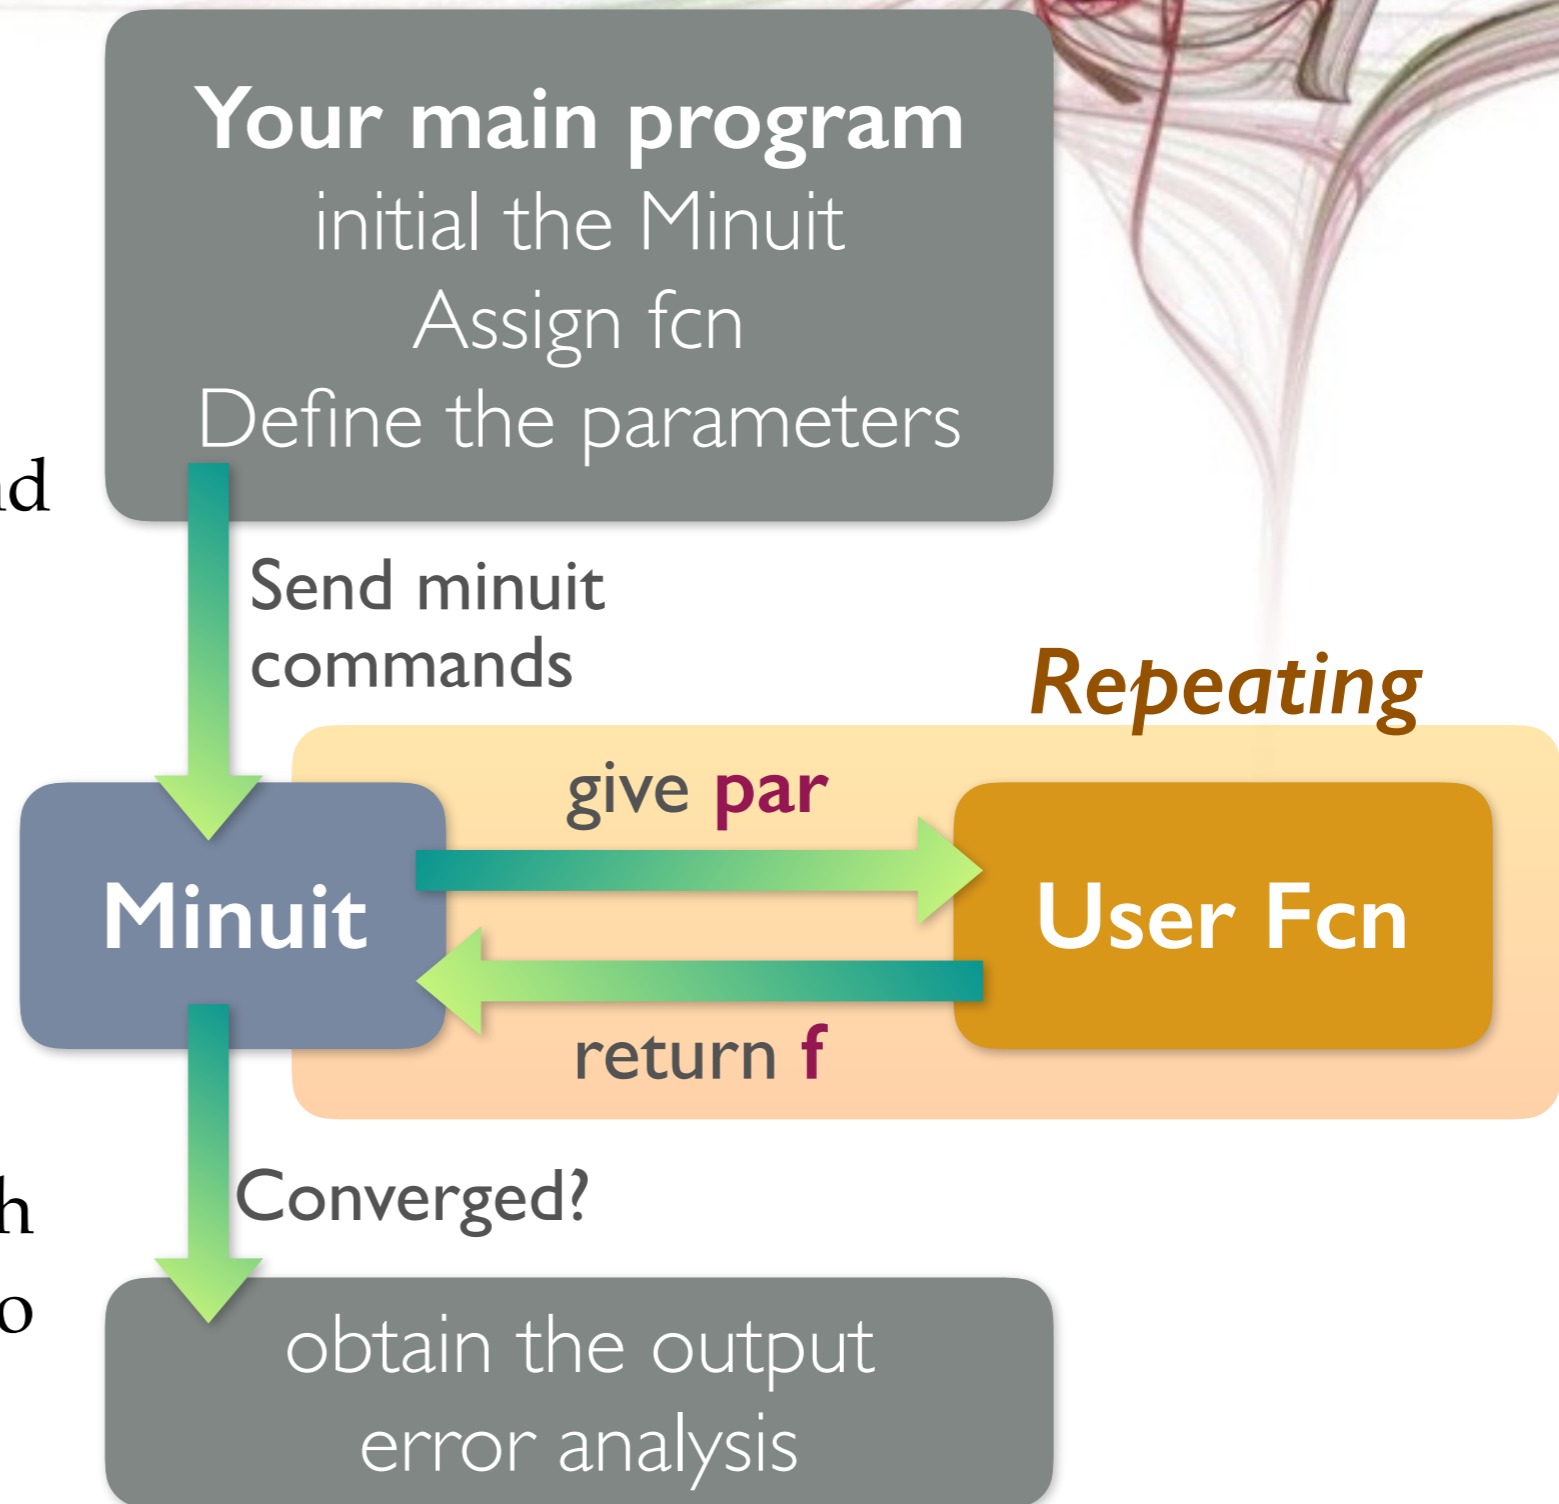 Your main program
initial the Minuit
Assign fcn
Define the parameters
Send minuit
commands
Repeating
give par
Minuit
User Fcn
return f
Converged?
obtain the output
error analysis